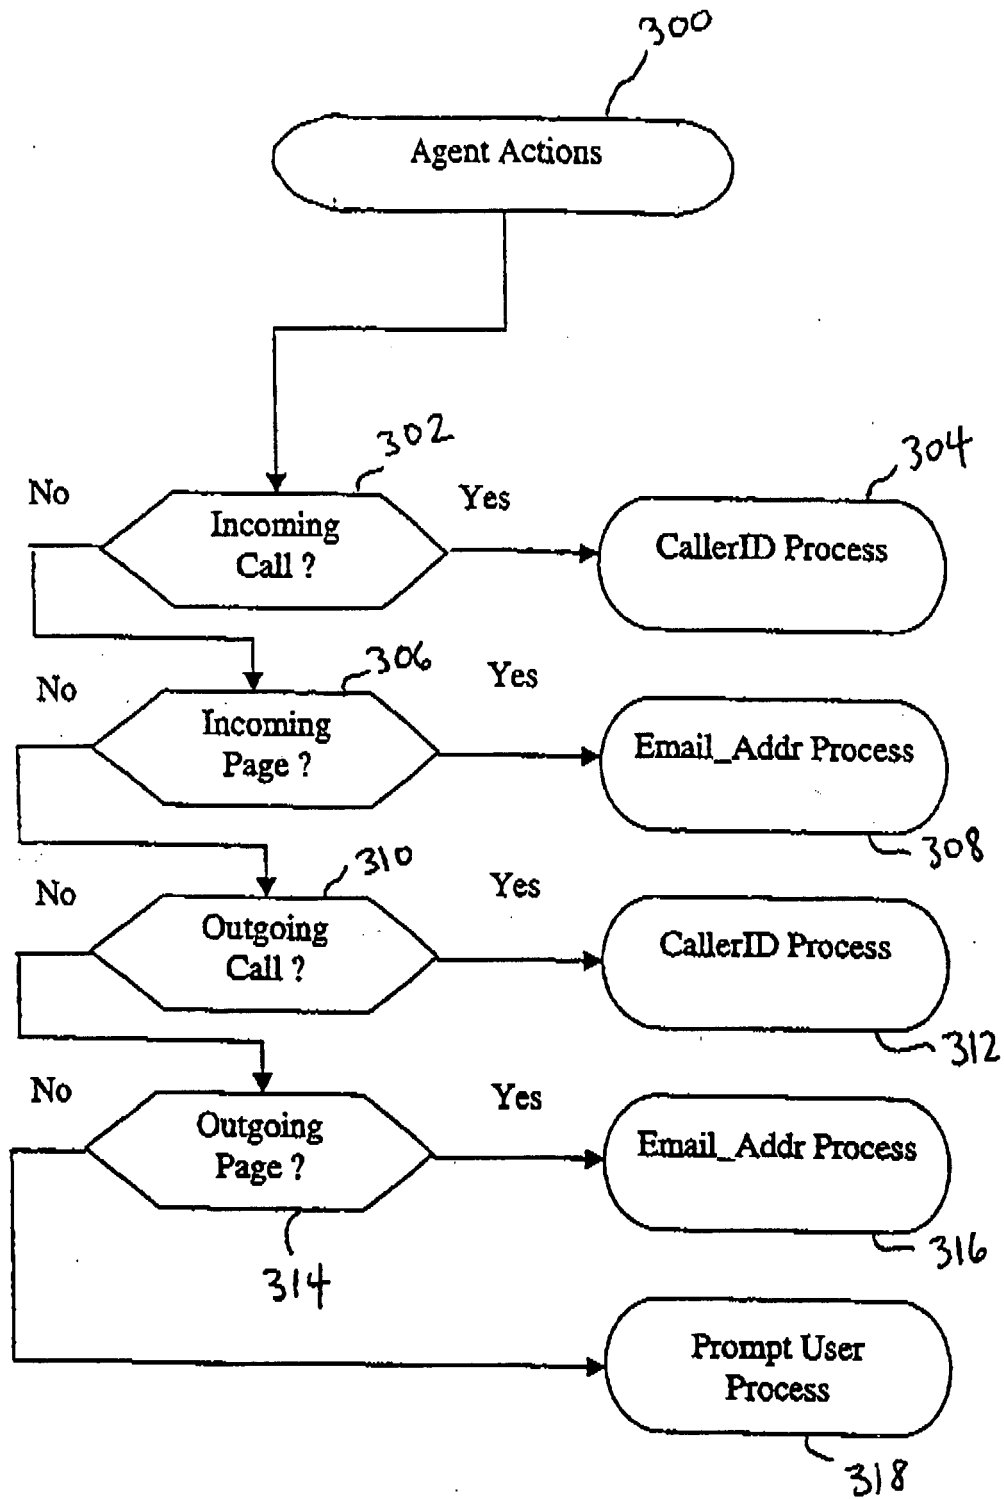 300
Agent Actions
302
304
No
Incoming
Call ?
Yes
CallerID Process
306
No
Incoming
Page ?
Yes
Email_Addr Process
308
310
No
Outgoing
Call ?
Yes
CallerID Process
312
No
Outgoing
Page ?
Yes
Email_Addr Process
316
314
Prompt User
Process
318